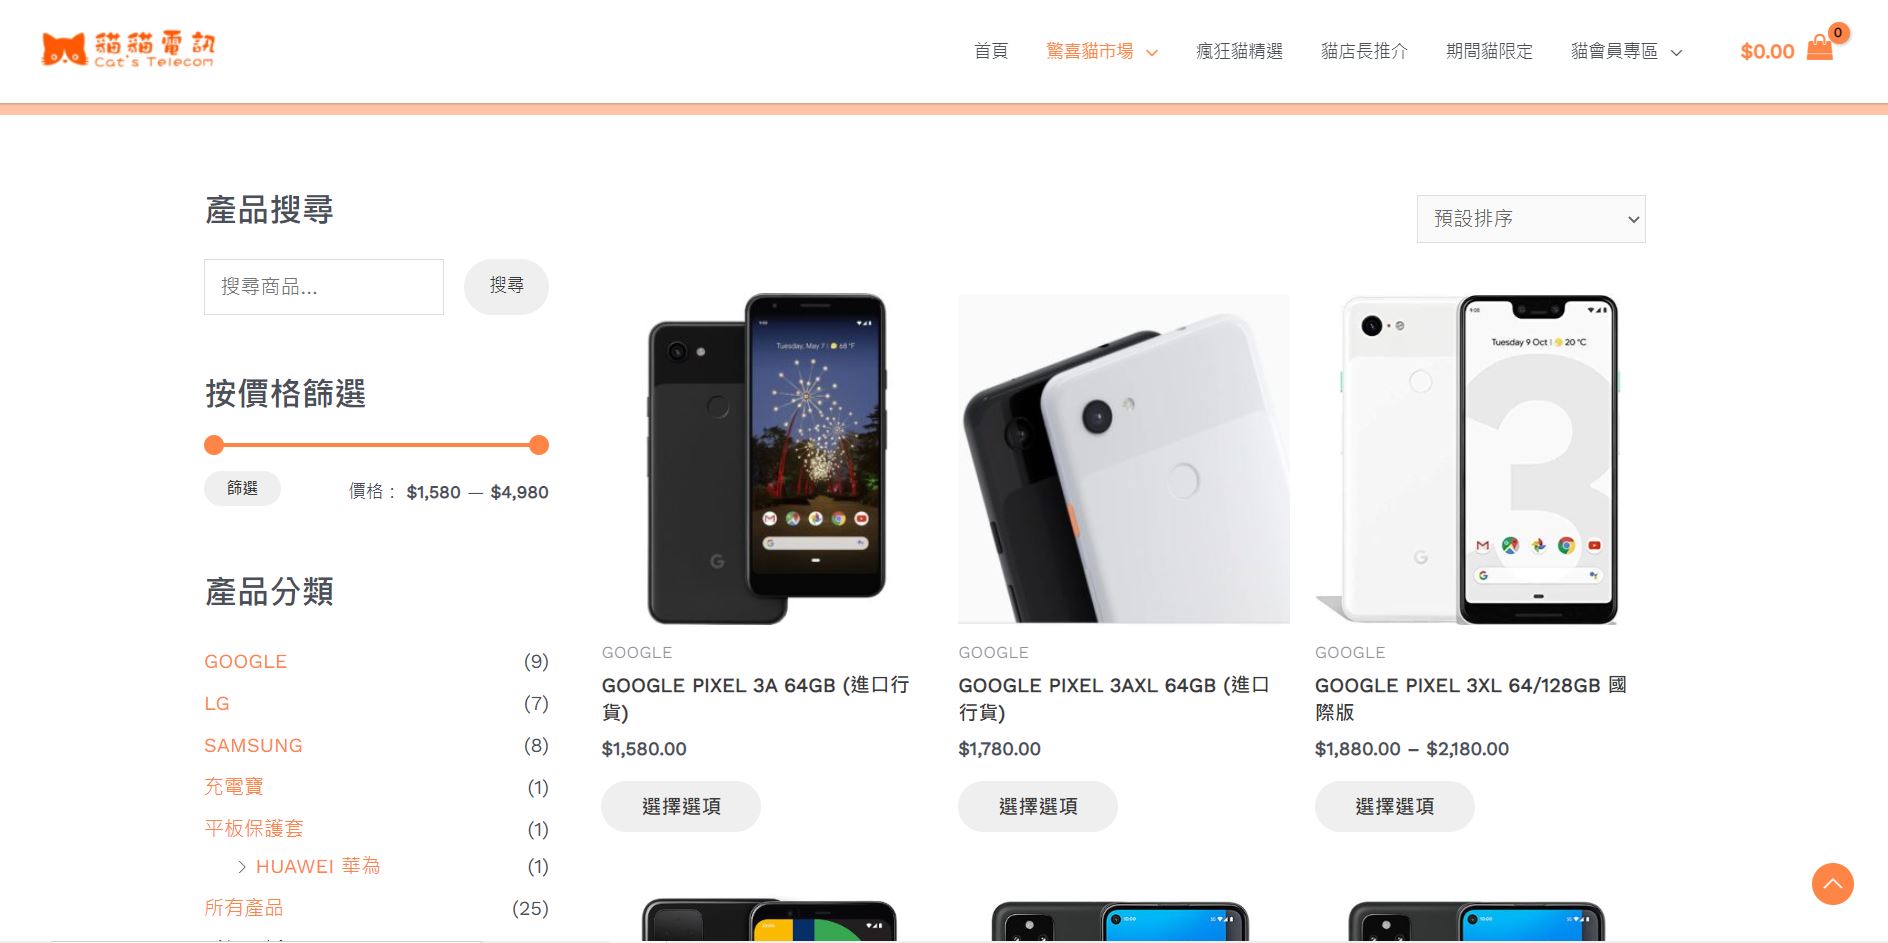 貓貓電訊
Cat's Telecom
首頁
驚喜貓市場
瘋狂貓精選
貓店長推介
期間貓限定
貓會員專區
$0.00
0
產品搜尋
搜尋商品...
搜尋
按價格篩選
篩選
價格： $1,580 — $4,980
產品分類
GOOGLE (9)
LG (7)
SAMSUNG (8)
充電寶 (1)
平板保護套 (1)
HUAWEI 華為 (1)
所有產品 (25)
預設排序
Tuesday, May 7 | 68 °F
GOOGLE
GOOGLE PIXEL 3A 64GB (進口行
貨)
$1,580.00
選擇選項
GOOGLE
GOOGLE PIXEL 3AXL 64GB (進口
行貨)
$1,780.00
選擇選項
9:00
Tuesday 9 Oct | 20 °C
3
GOOGLE
GOOGLE PIXEL 3XL 64/128GB 國
際版
$1,880.00 – $2,180.00
選擇選項